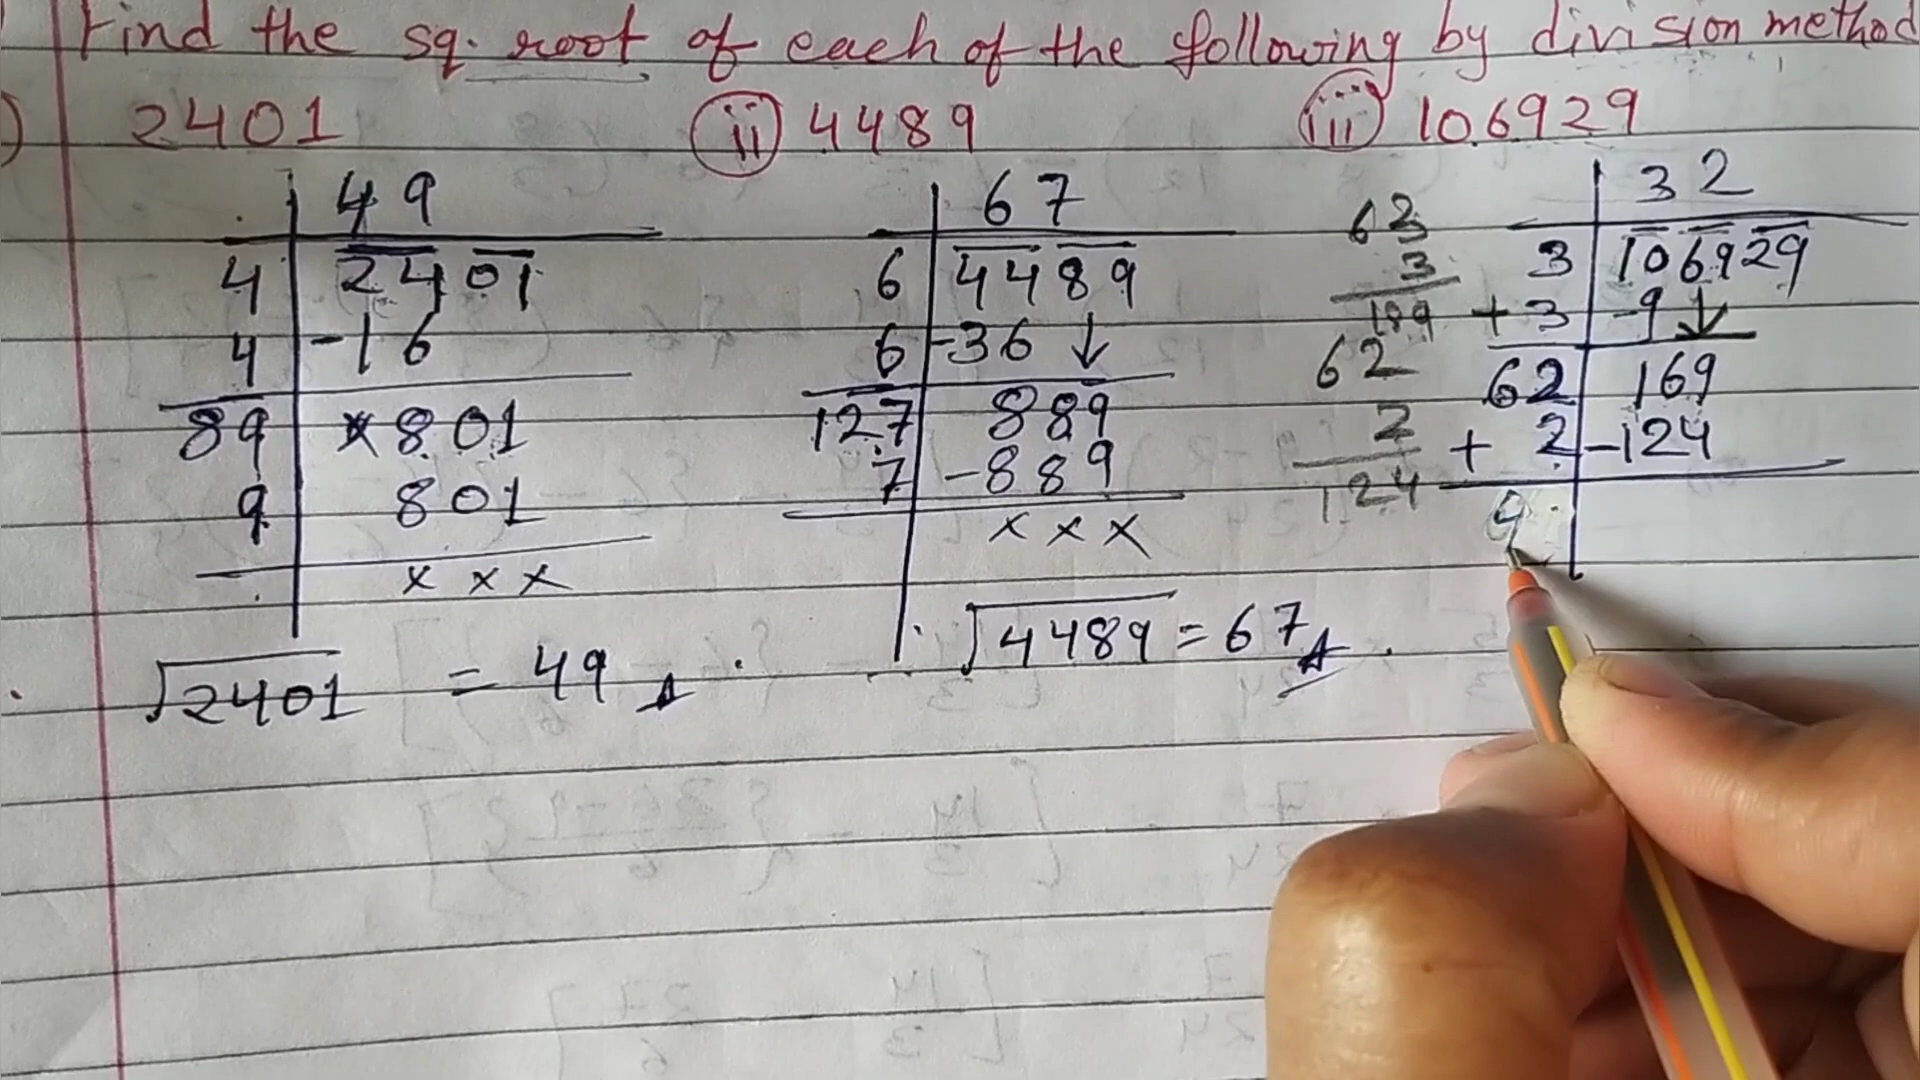 Find the sq. root of each of the following by division method
) 2401 (ii) 4489 (iii) 106929
49
4 2401
4 -16
89 ×801
9 801
× × ×
√2401 = 49
67
6 4489
6 -36 ↓
127 889
7 -889
× × ×
√4489 = 67
63
3
189
62
2
124
32
3 106929
+3 -9 ↓
62 169
+ 2 -124